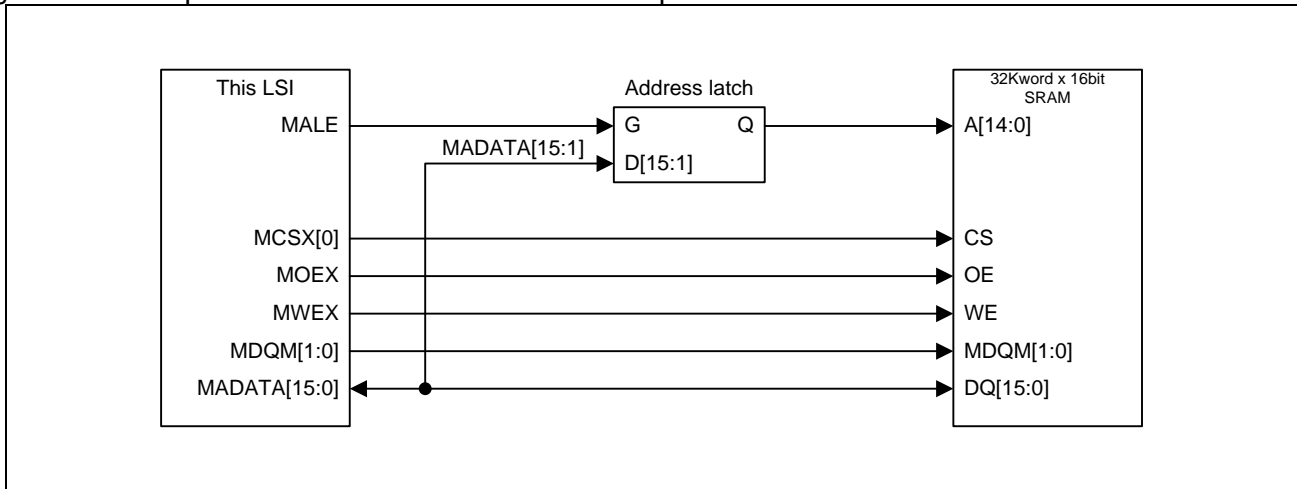 This LSI
Address latch
32Kword x 16bit
SRAM
MALE
G
Q
A[14:0]
MADATA[15:1]
D[15:1]
MCSX[0]
CS
MOEX
OE
MWEX
WE
MDQM[1:0]
MDQM[1:0]
MADATA[15:0]
DQ[15:0]